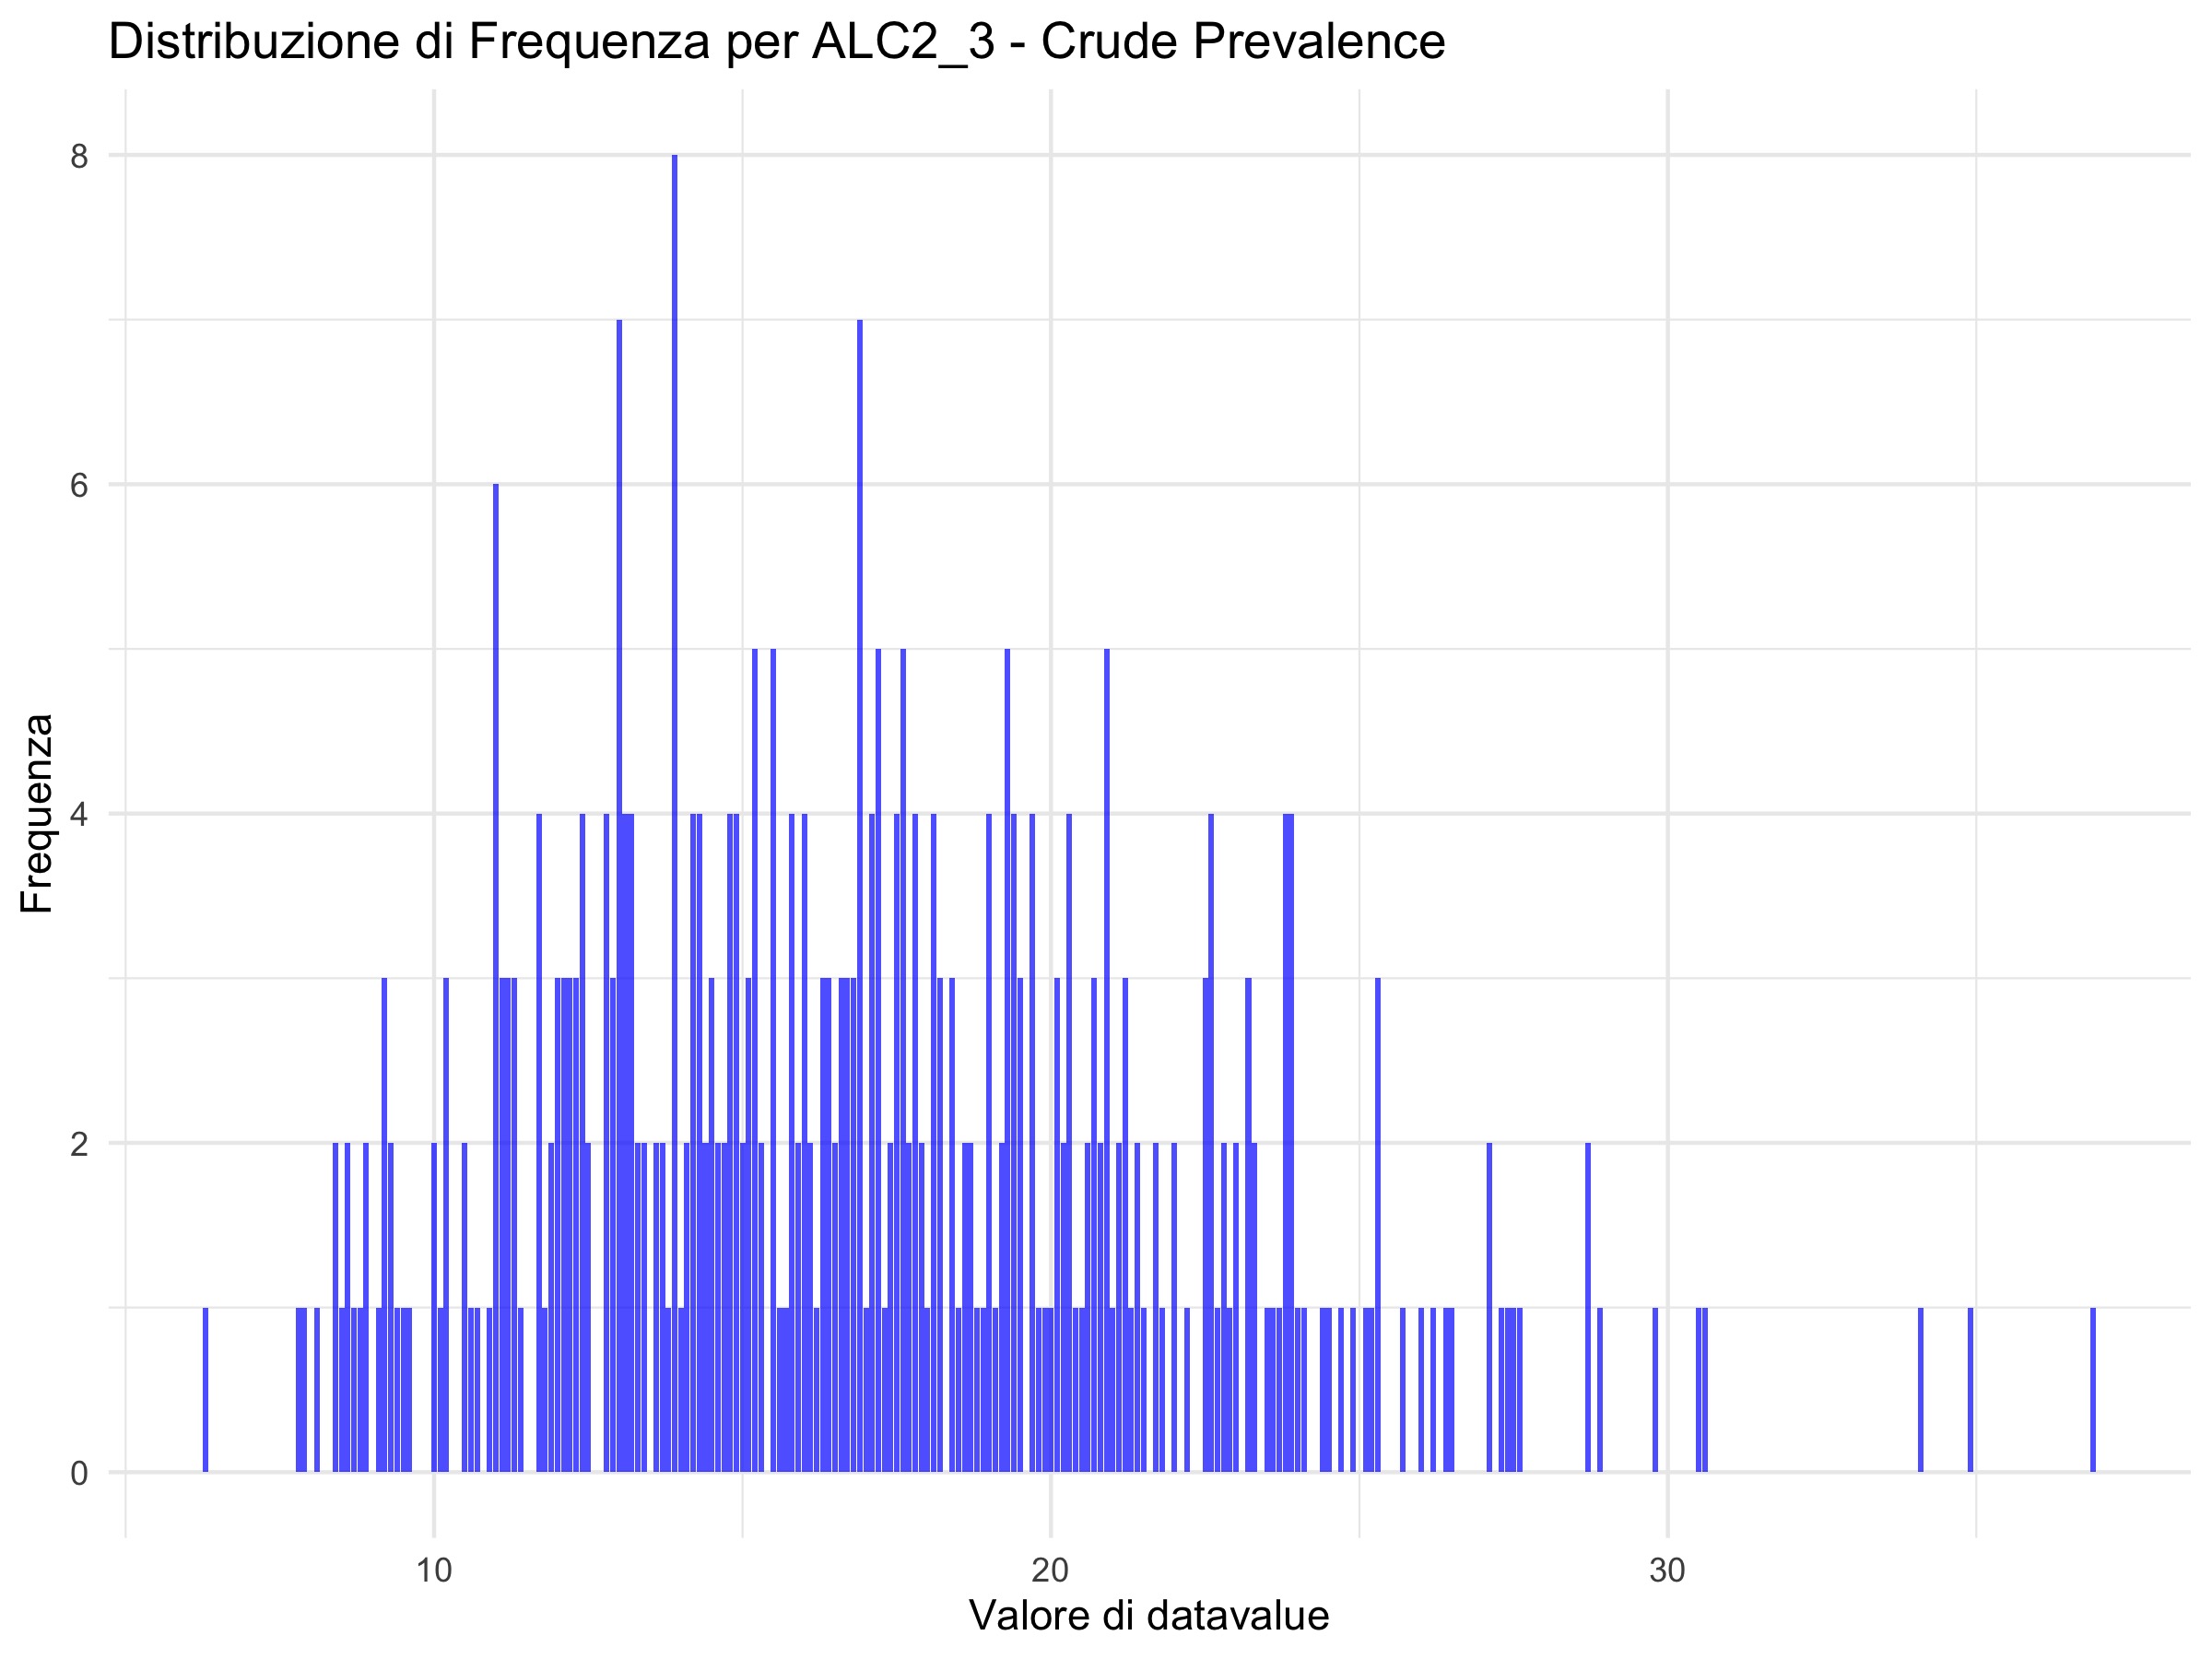 Distribuzione di Frequenza per ALC2_3 - Crude Prevalence
8
6
4
2
0
Frequenza
10 20 30
Valore di datavalue